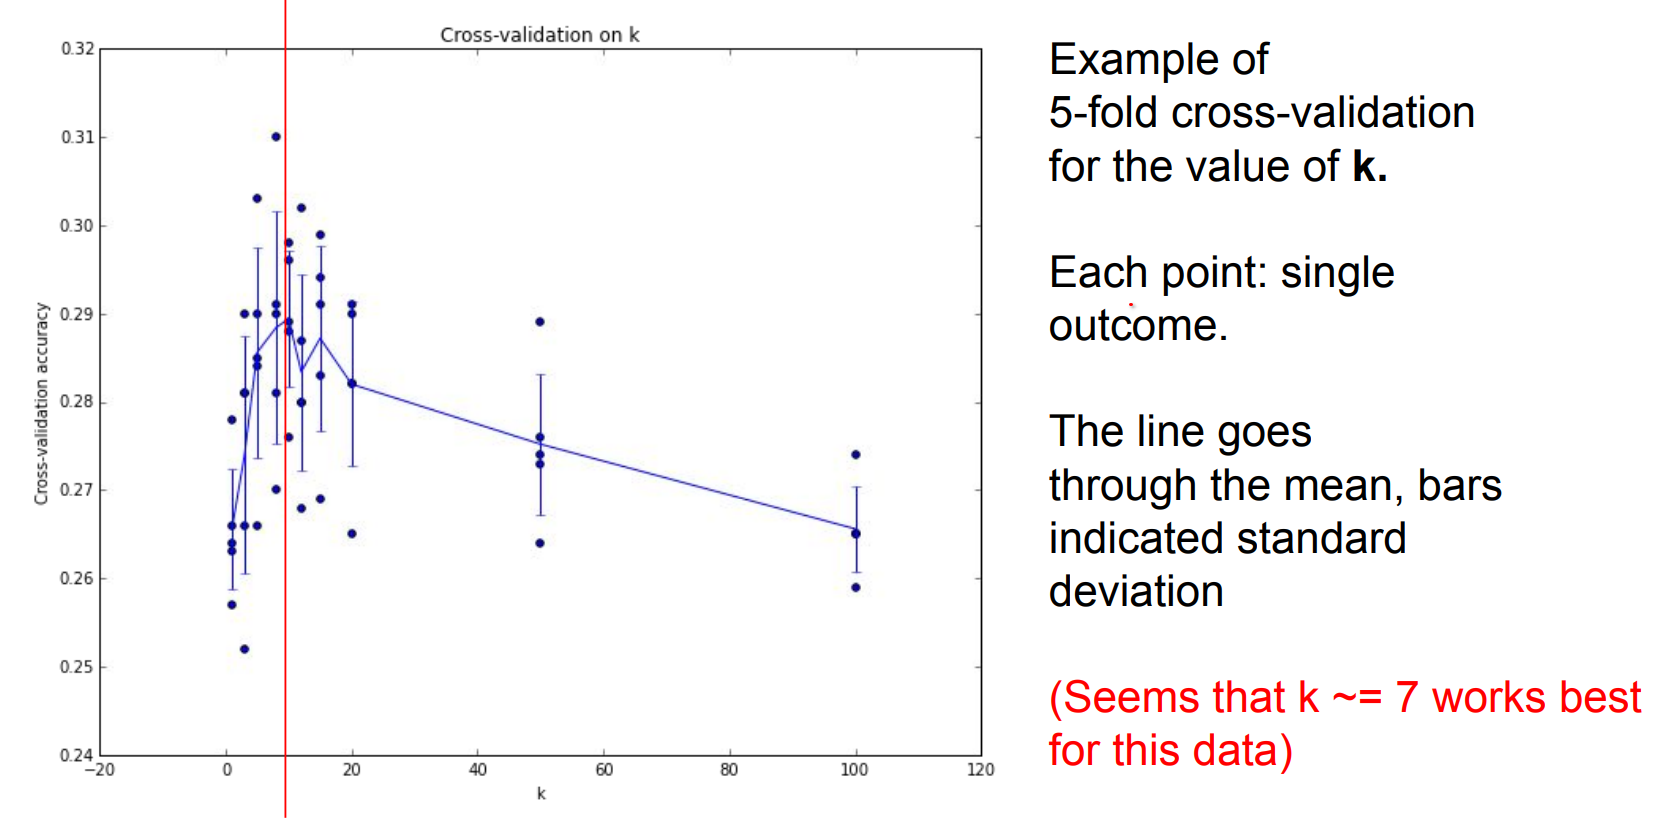 Cross-validation on k
0.32
0.31
0.30
0.29
0.28
0.27
0.26
0.25
0.24
Cross-validation accuracy
−20
0
20
40
60
80
100
120
k
Example of
5-fold cross-validation
for the value of k.
Each point: single
outcome.
The line goes
through the mean, bars
indicated standard
deviation
(Seems that k ~= 7 works best
for this data)